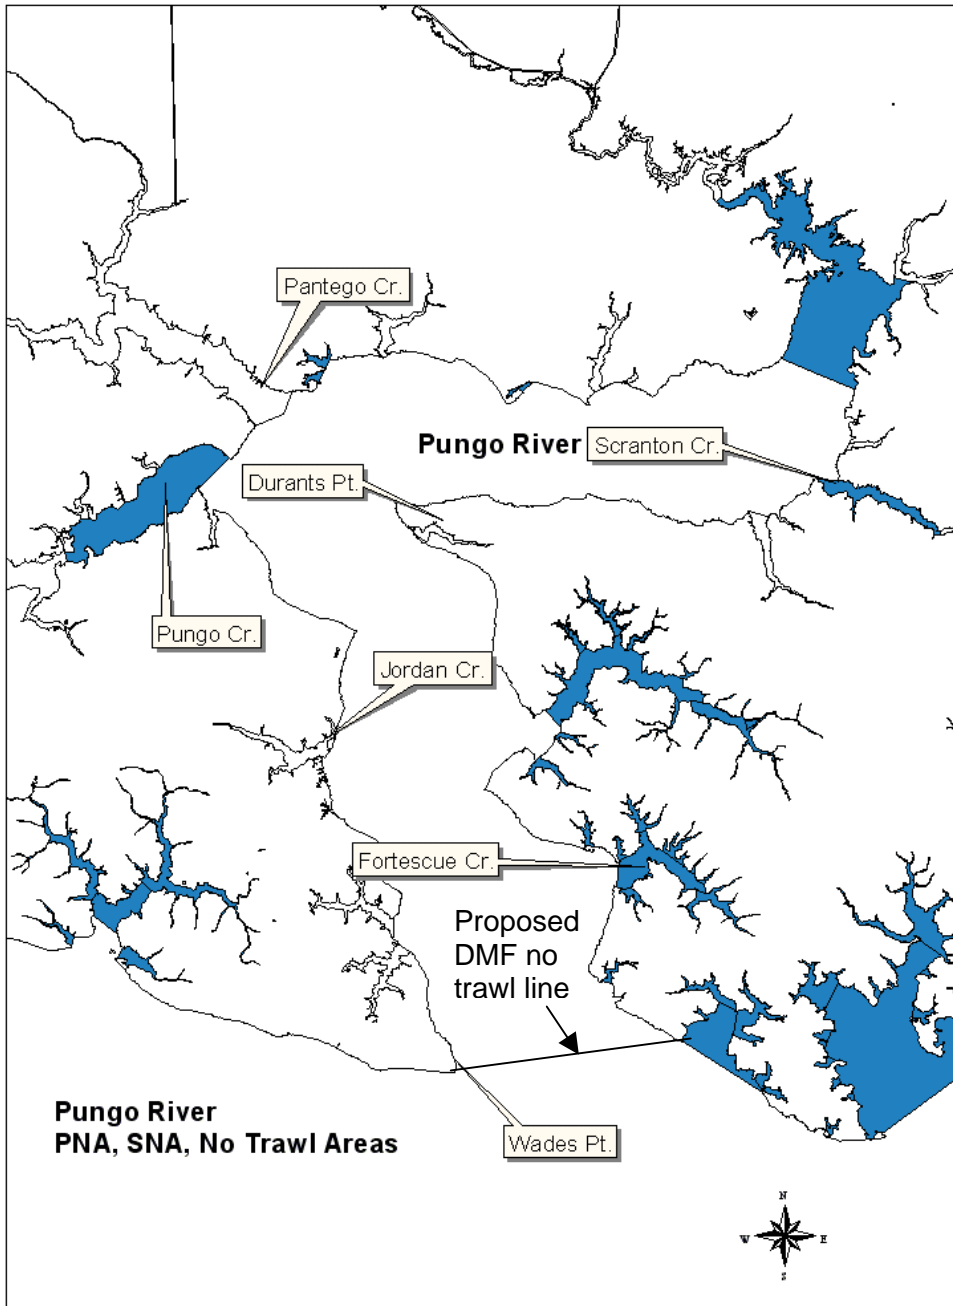 Pantego Cr.
Pungo River
Scranton Cr.
Durants Pt.
Pungo Cr.
Jordan Cr.
Fortescue Cr.
Proposed
DMF no
trawl line
Pungo River
PNA, SNA, No Trawl Areas
Wades Pt.
N
W
E
S